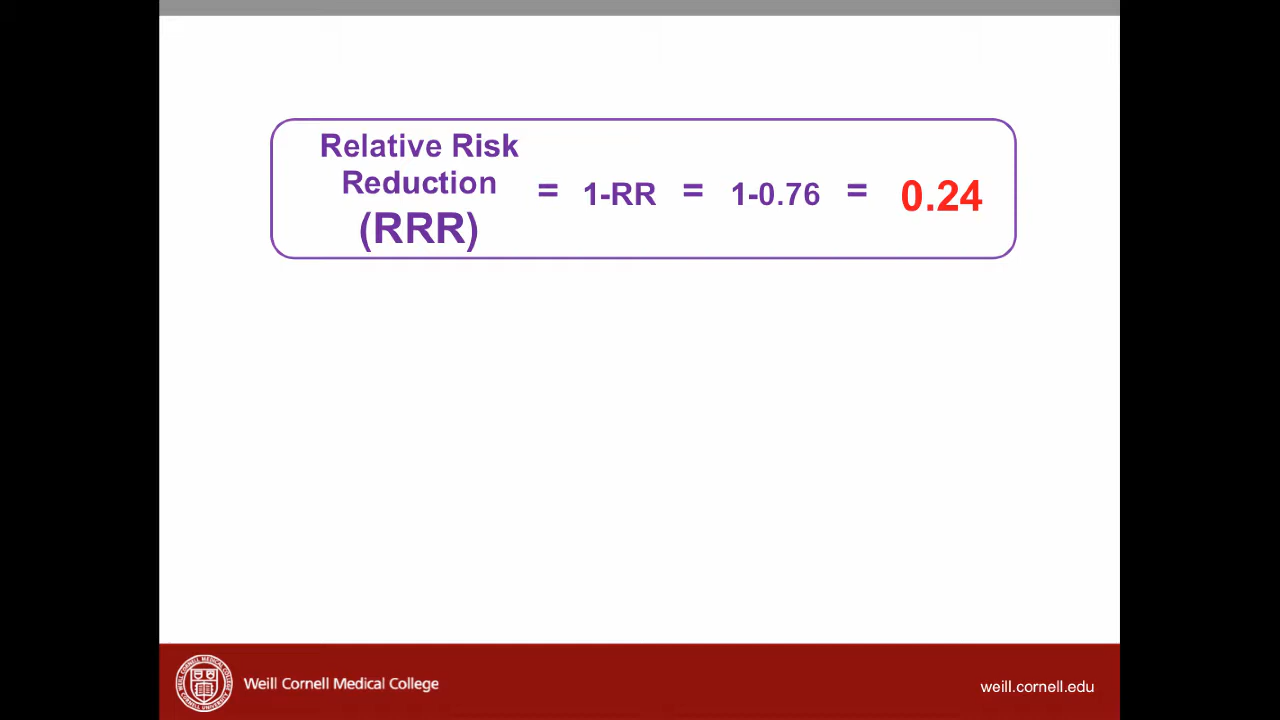 Relative Risk
Reduction
(RRR)
= 1-RR = 1-0.76 = 0.24
Weill Cornell Medical College
weill.cornell.edu